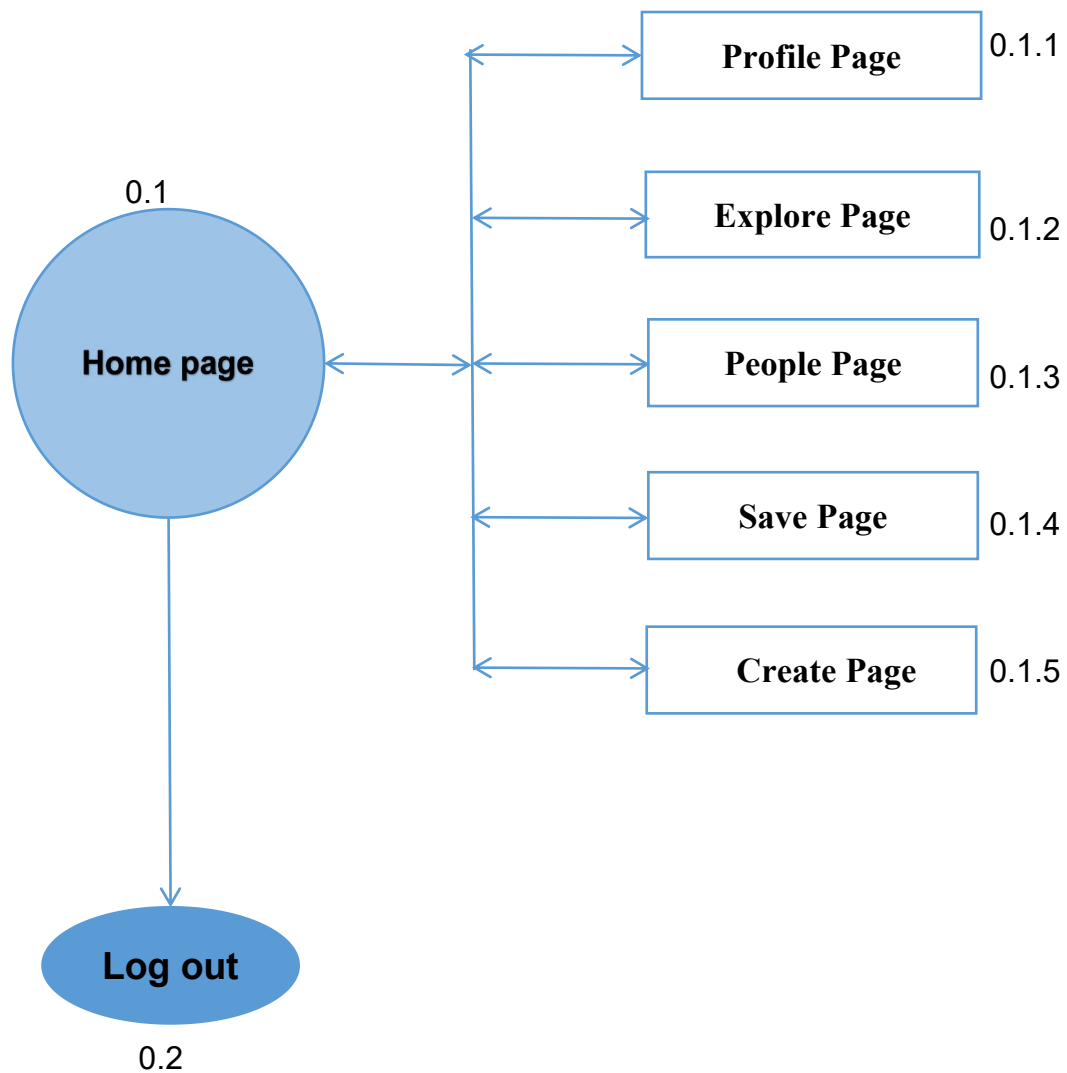 Profile Page
0.1.1
0.1
Explore Page
0.1.2
Home page
People Page
0.1.3
Save Page
0.1.4
Create Page
0.1.5
Log out
0.2